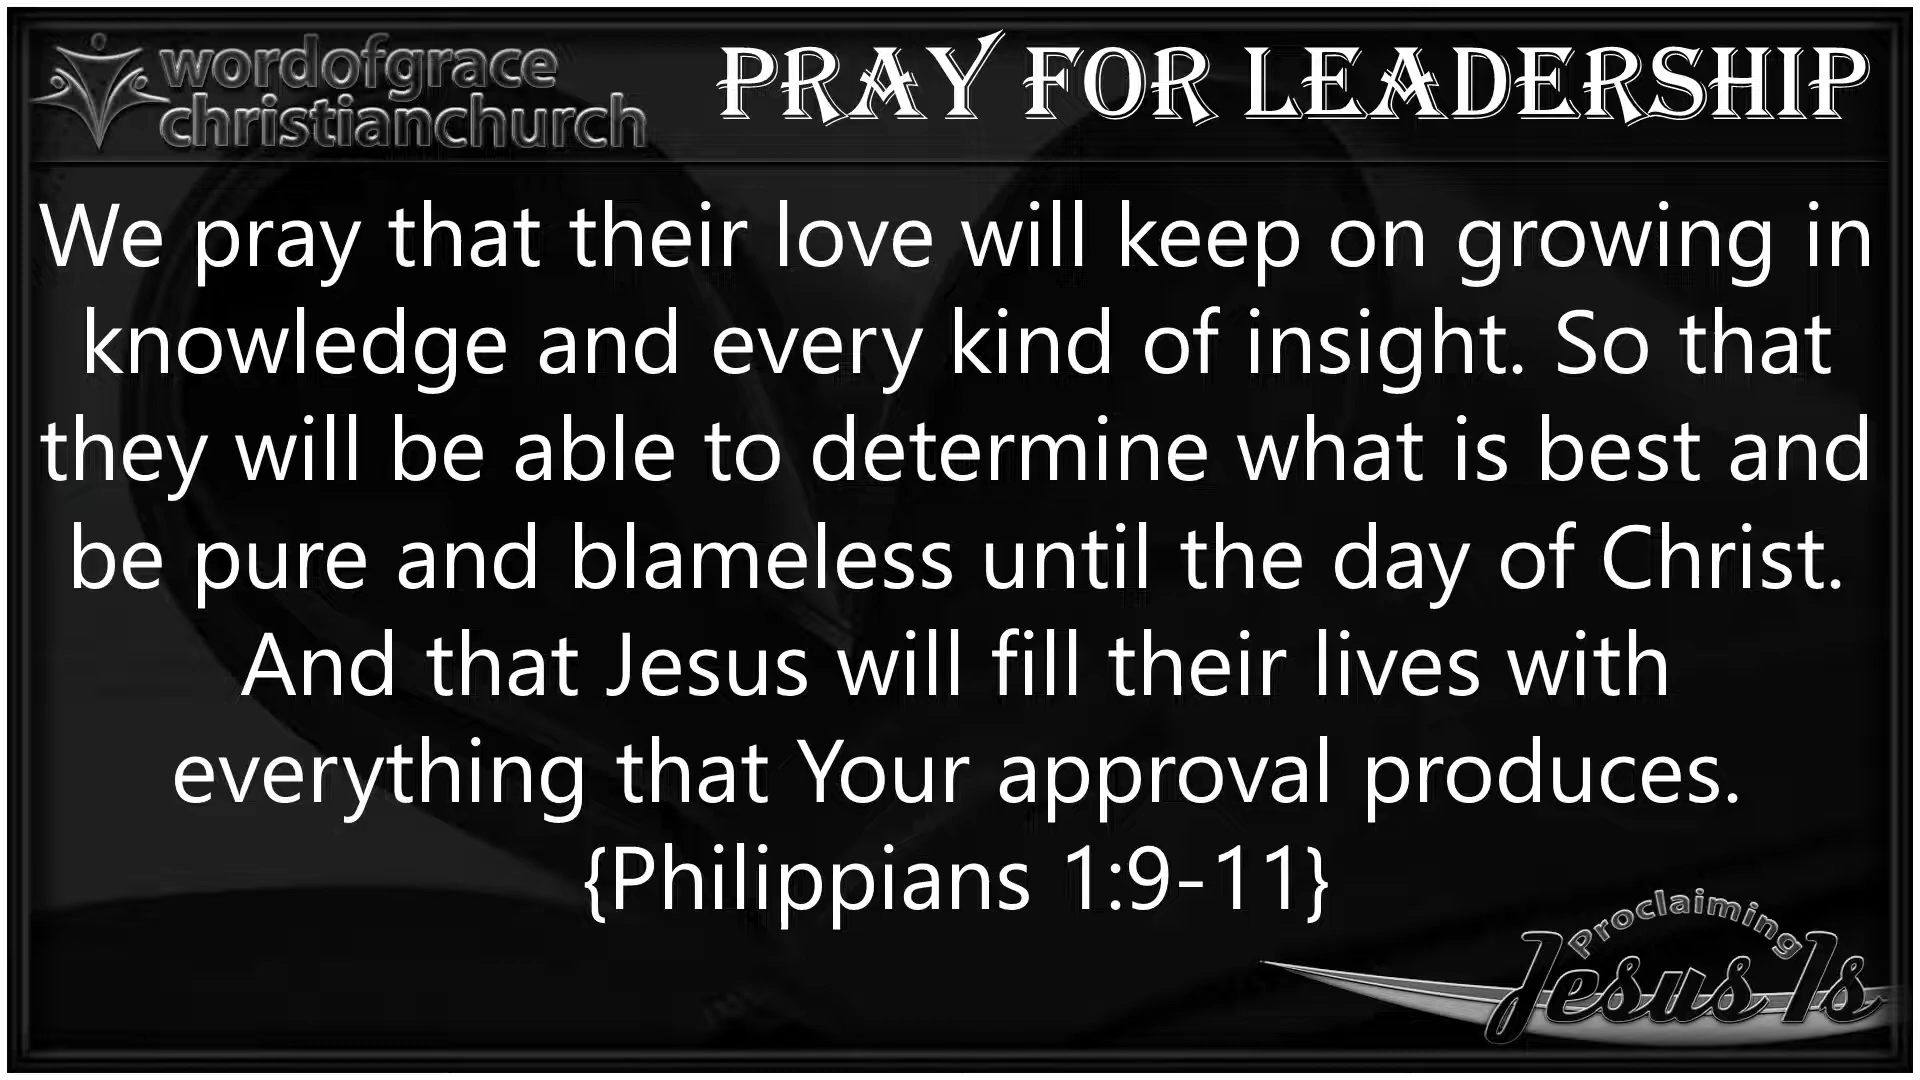 wordofgrace
christianchurch
PRAY FOR LEADERSHIP
We pray that their love will keep on growing in
knowledge and every kind of insight. So that
they will be able to determine what is best and
be pure and blameless until the day of Christ.
And that Jesus will fill their lives with
everything that Your approval produces.
{Philippians 1:9-11}
Proclaiming
Jesus Is